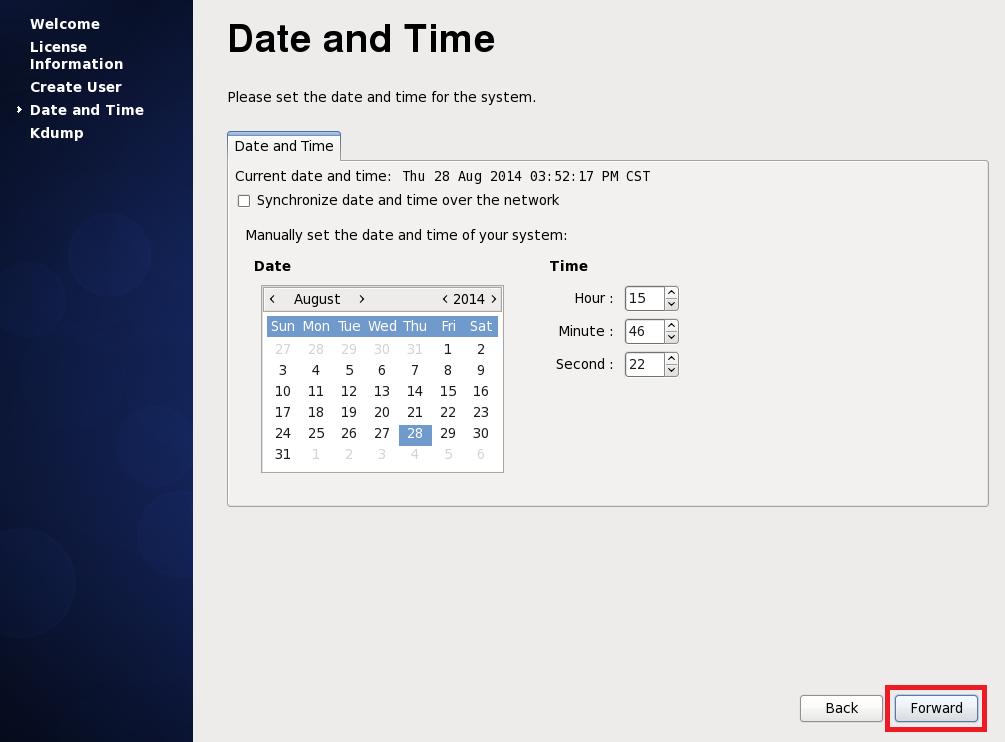 Welcome
License
Information
Create User
Date and Time
Kdump
Date and Time
Please set the date and time for the system.
Date and Time
Current date and time: Thu 28 Aug 2014 03:52:17 PM CST
Synchronize date and time over the network
Manually set the date and time of your system:
Date
< August > < 2014 >
Sun Mon Tue Wed Thu Fri Sat
27 28 29 30 31 1 2
3 4 5 6 7 8 9
10 11 12 13 14 15 16
17 18 19 20 21 22 23
24 25 26 27 28 29 30
31 1 2 3 4 5 6
Time
Hour : 15
Minute : 46
Second : 22
Back Forward